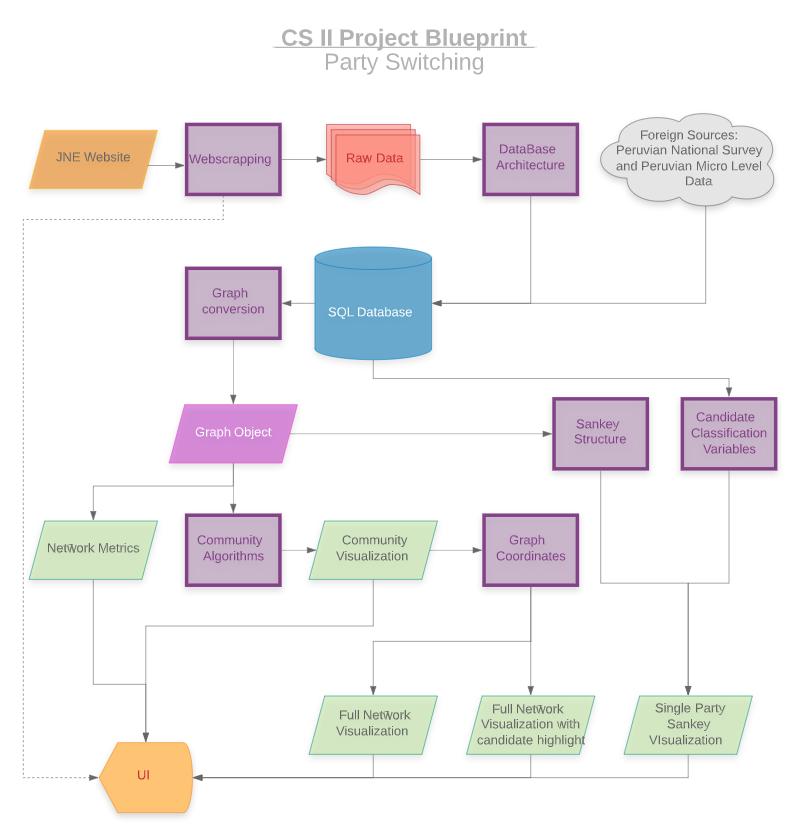 CS II Project Blueprint
Party Switching
JNE Website
Webscrapping
Raw Data
DataBase
Architecture
Foreign Sources:
Peruvian National Survey
and Peruvian Micro Level
Data
Graph
conversion
SQL Database
Graph Object
Sankey
Structure
Candidate
Classification
Variables
Network Metrics
Community
Algorithms
Community
Visualization
Graph
Coordinates
Full Network
Visualization
Full Network
Visualization with
candidate highlight
Single Party
Sankey
VIsualization
UI